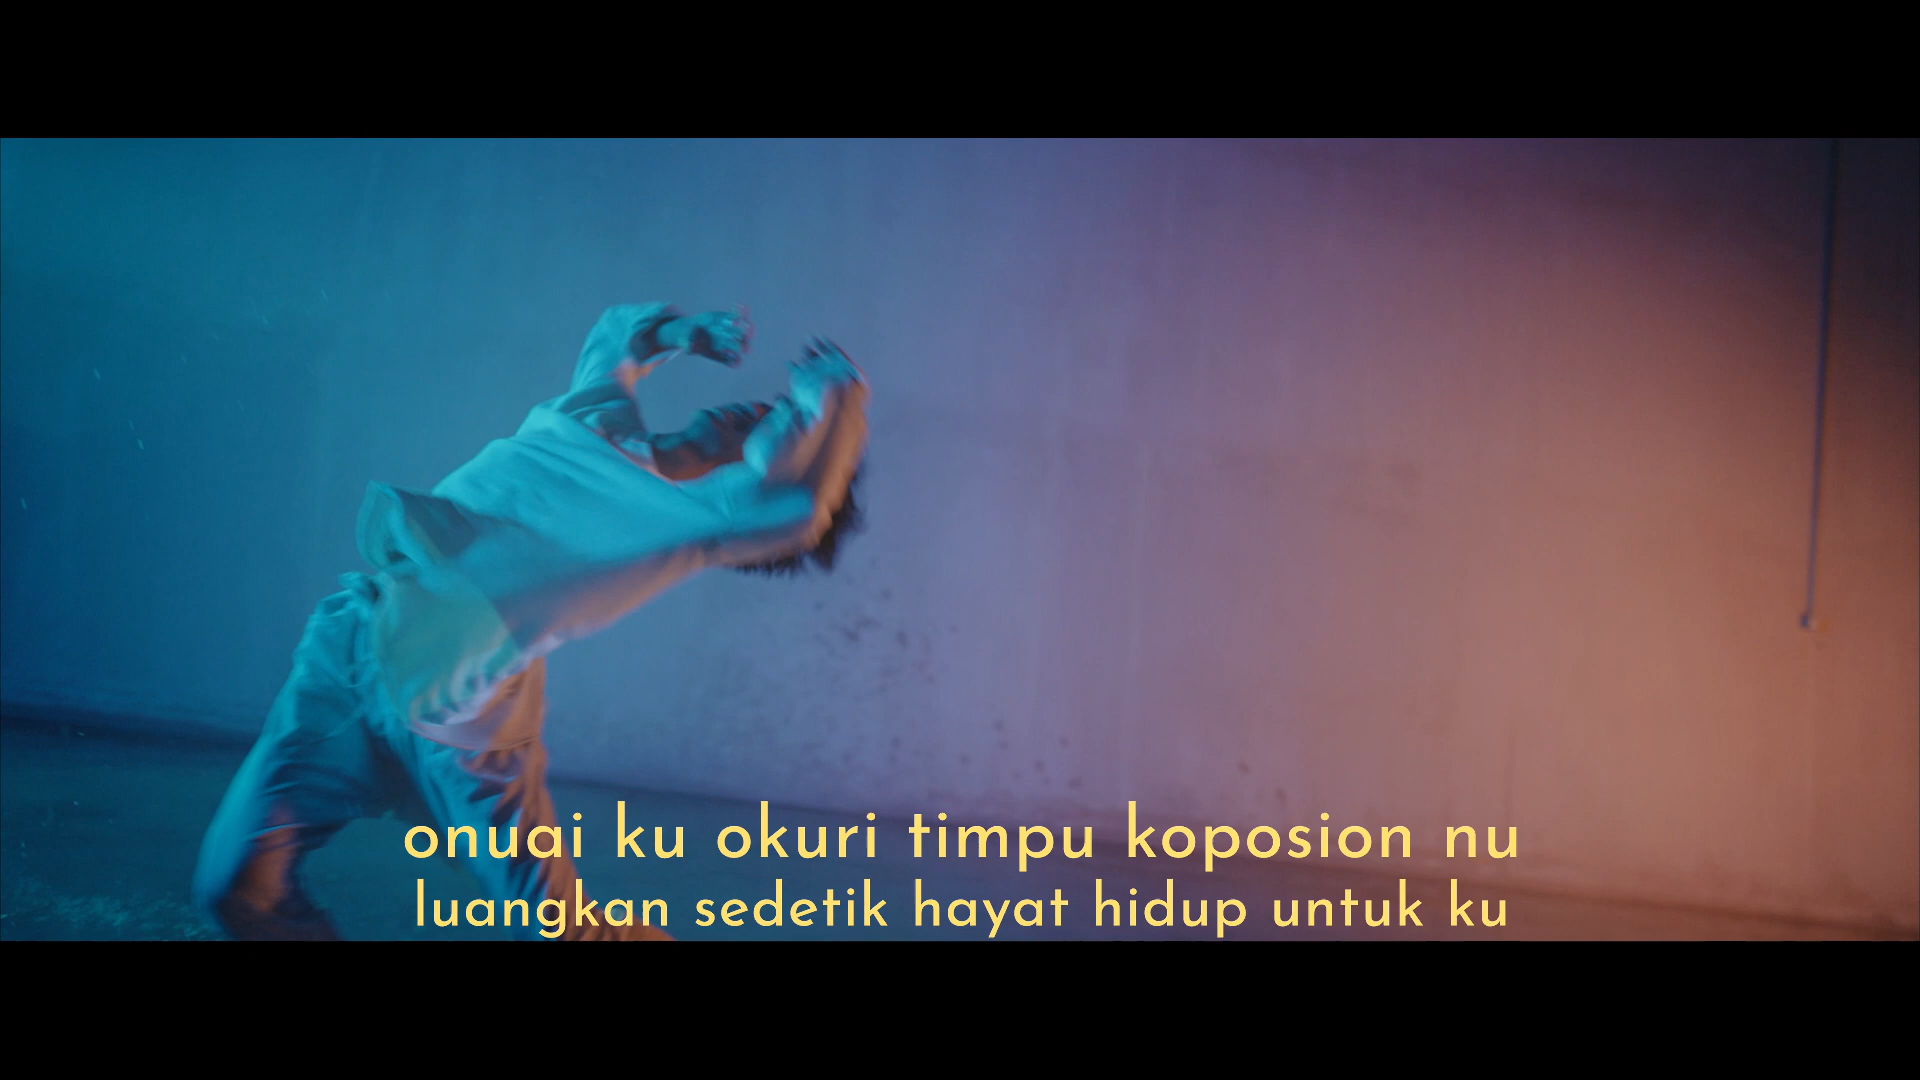 onuai ku okuri timpu koposion nu
luangkan sedetik hayat hidup untuk ku